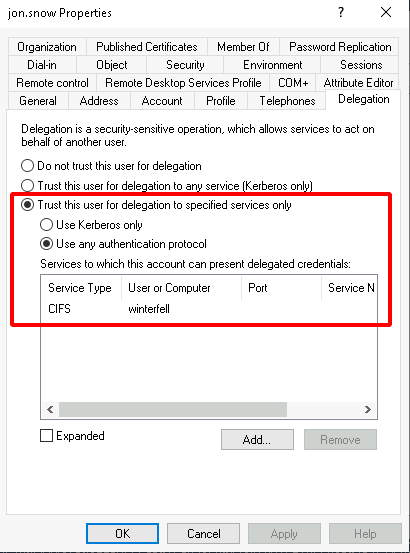 jon.snow Properties ? ×
Organization Published Certificates Member Of Password Replication
Dial-in Object Security Environment Sessions
Remote control Remote Desktop Services Profile COM+ Attribute Editor
General Address Account Profile Telephones Delegation
Delegation is a security-sensitive operation, which allows services to act on
behalf of another user.
Do not trust this user for delegation
Trust this user for delegation to any service (Kerberos only)
Trust this user for delegation to specified services only
Use Kerberos only
Use any authentication protocol
Services to which this account can present delegated credentials:
Service Type User or Computer Port Service N
CIFS winterfell
Expanded Add... Remove
OK Cancel Apply Help